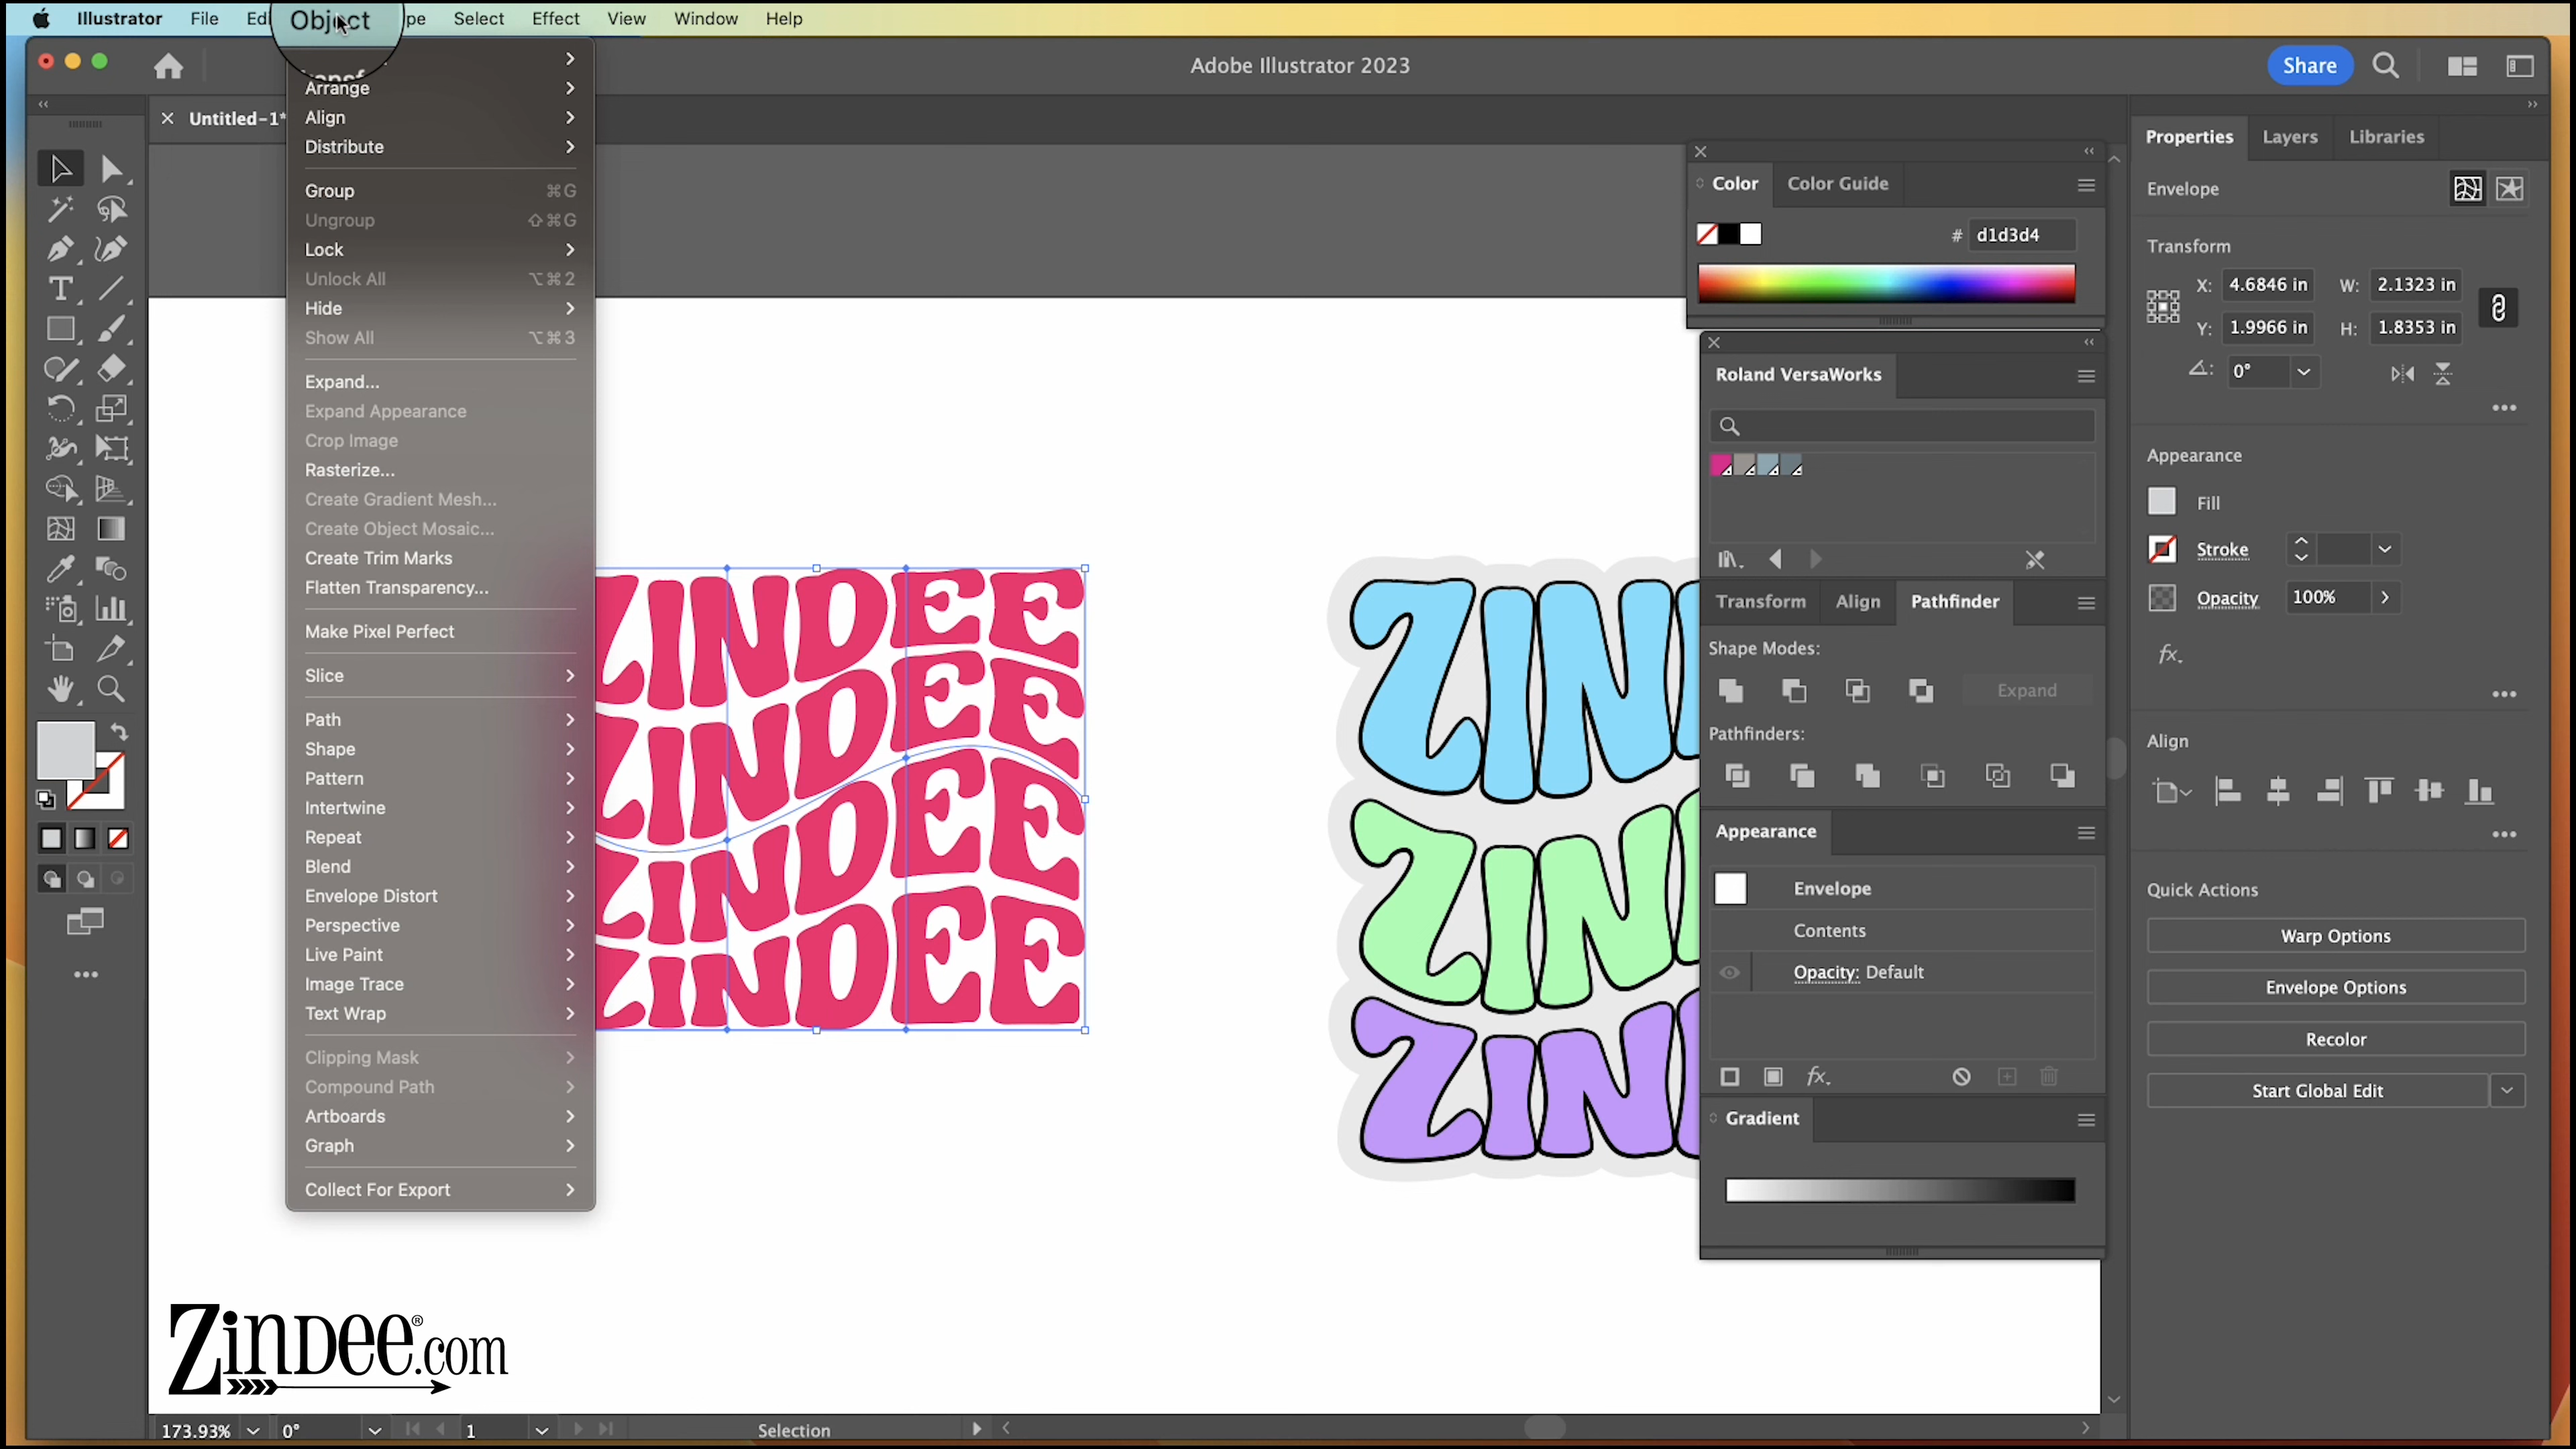 Illustrator File Edi Object pe Select Effect View Window Help
Adobe Illustrator 2023
Share
Untitled-1*
Arrange
Align
Distribute
Group ⌘G
Ungroup ⇧⌘G
Lock
Unlock All ⌥⌘2
Hide
Show All ⌥⌘3
Expand...
Expand Appearance
Crop Image
Rasterize...
Create Gradient Mesh...
Create Object Mosaic...
Create Trim Marks
Flatten Transparency...
Make Pixel Perfect
Slice
Path
Shape
Pattern
Intertwine
Repeat
Blend
Envelope Distort
Perspective
Live Paint
Image Trace
Text Wrap
Clipping Mask
Compound Path
Artboards
Graph
Collect For Export
ZINDEE
ZINDEE
ZINDEE
ZINDEE
ZIN
ZIN
ZIN
Zindee®.com
173.93% 0° 1 Selection
Color Color Guide
# d1d3d4
Roland VersaWorks
Transform Align Pathfinder
Shape Modes:
Expand
Pathfinders:
Appearance
Envelope
Contents
Opacity: Default
fx.
Gradient
Properties Layers Libraries
Envelope
Transform
X: 4.6846 in W: 2.1323 in
Y: 1.9966 in H: 1.8353 in
0°
Appearance
Fill
Stroke
Opacity 100%
fx.
Align
Quick Actions
Warp Options
Envelope Options
Recolor
Start Global Edit